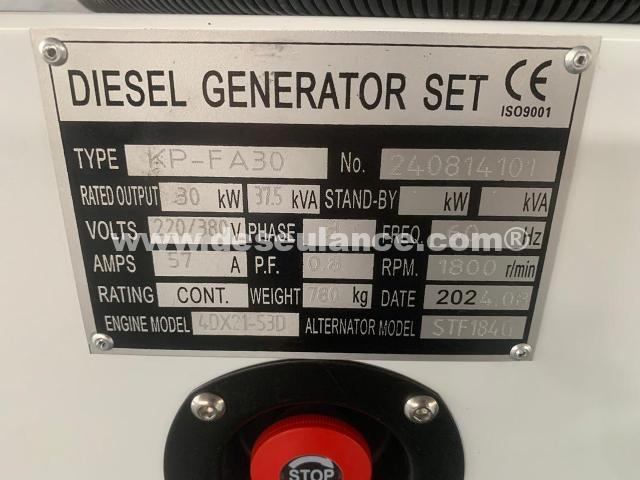 DIESEL GENERATOR SET CE
ISO9001
TYPE KP-FA30 No. 240814101
RATED OUTPUT 30 kW 37.5 kVA STAND-BY kW kVA
VOLTS 220/380 V PHASE FREQ. 60 Hz
www.desculance.com®
AMPS 57 A P.F. 0.8 RPM. 1800 r/min
RATING CONT. WEIGHT 780 kg DATE 2024.08
ENGINE MODEL 4DX21-53D ALTERNATOR MODEL STF184G
STOP